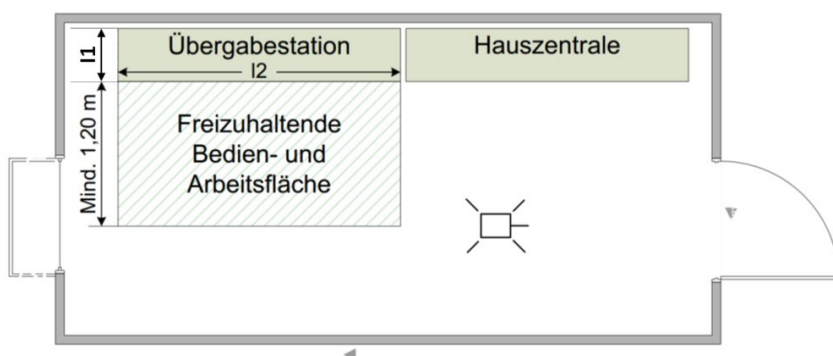 Übergabestation
Hauszentrale
l1
l2
Mind. 1,20 m
Freizuhaltende
Bedien- und
Arbeitsfläche